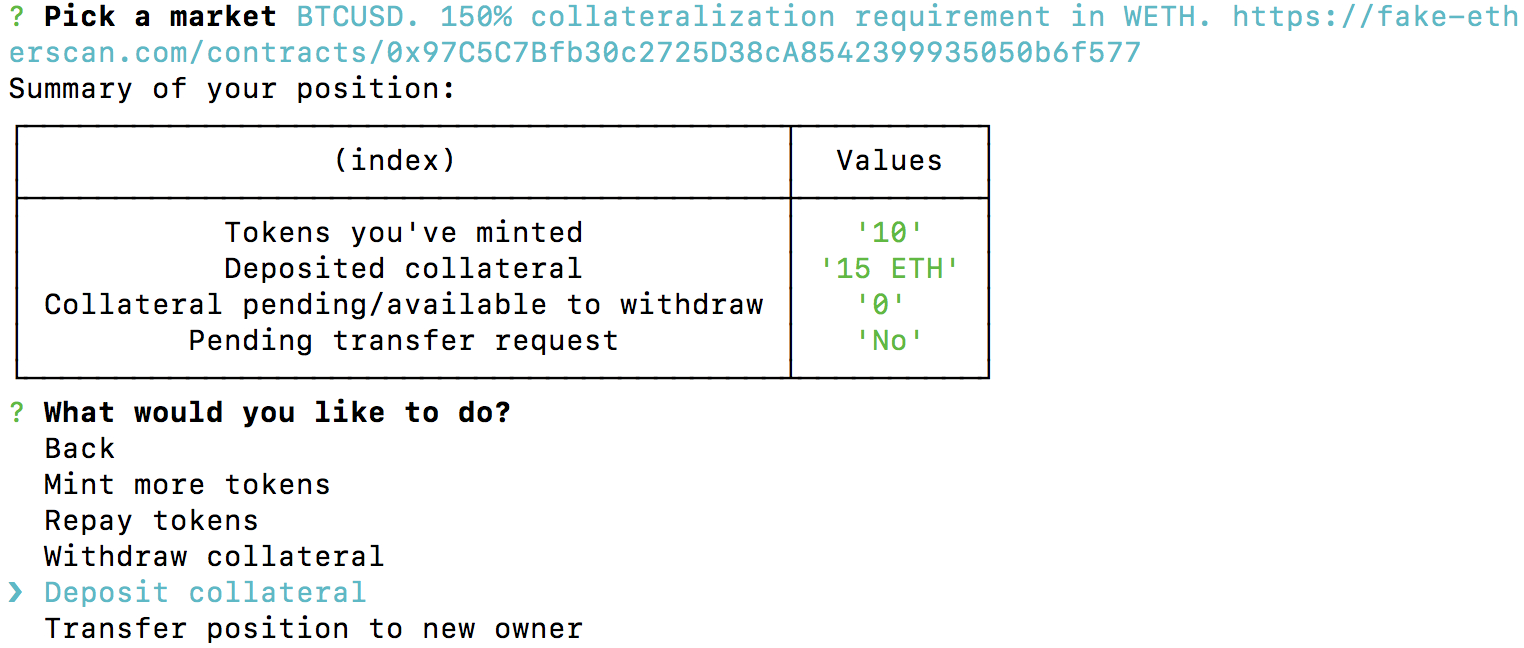 ? Pick a market BTCUSD. 150% collateralization requirement in WETH. https://fake-eth
erscan.com/contracts/0x97C5C7Bfb30c2725D38cA8542399935050b6f577
Summary of your position:
(index) Values
Tokens you've minted '10'
Deposited collateral '15 ETH'
Collateral pending/available to withdraw '0'
Pending transfer request 'No'
? What would you like to do?
Back
Mint more tokens
Repay tokens
Withdraw collateral
❯ Deposit collateral
Transfer position to new owner